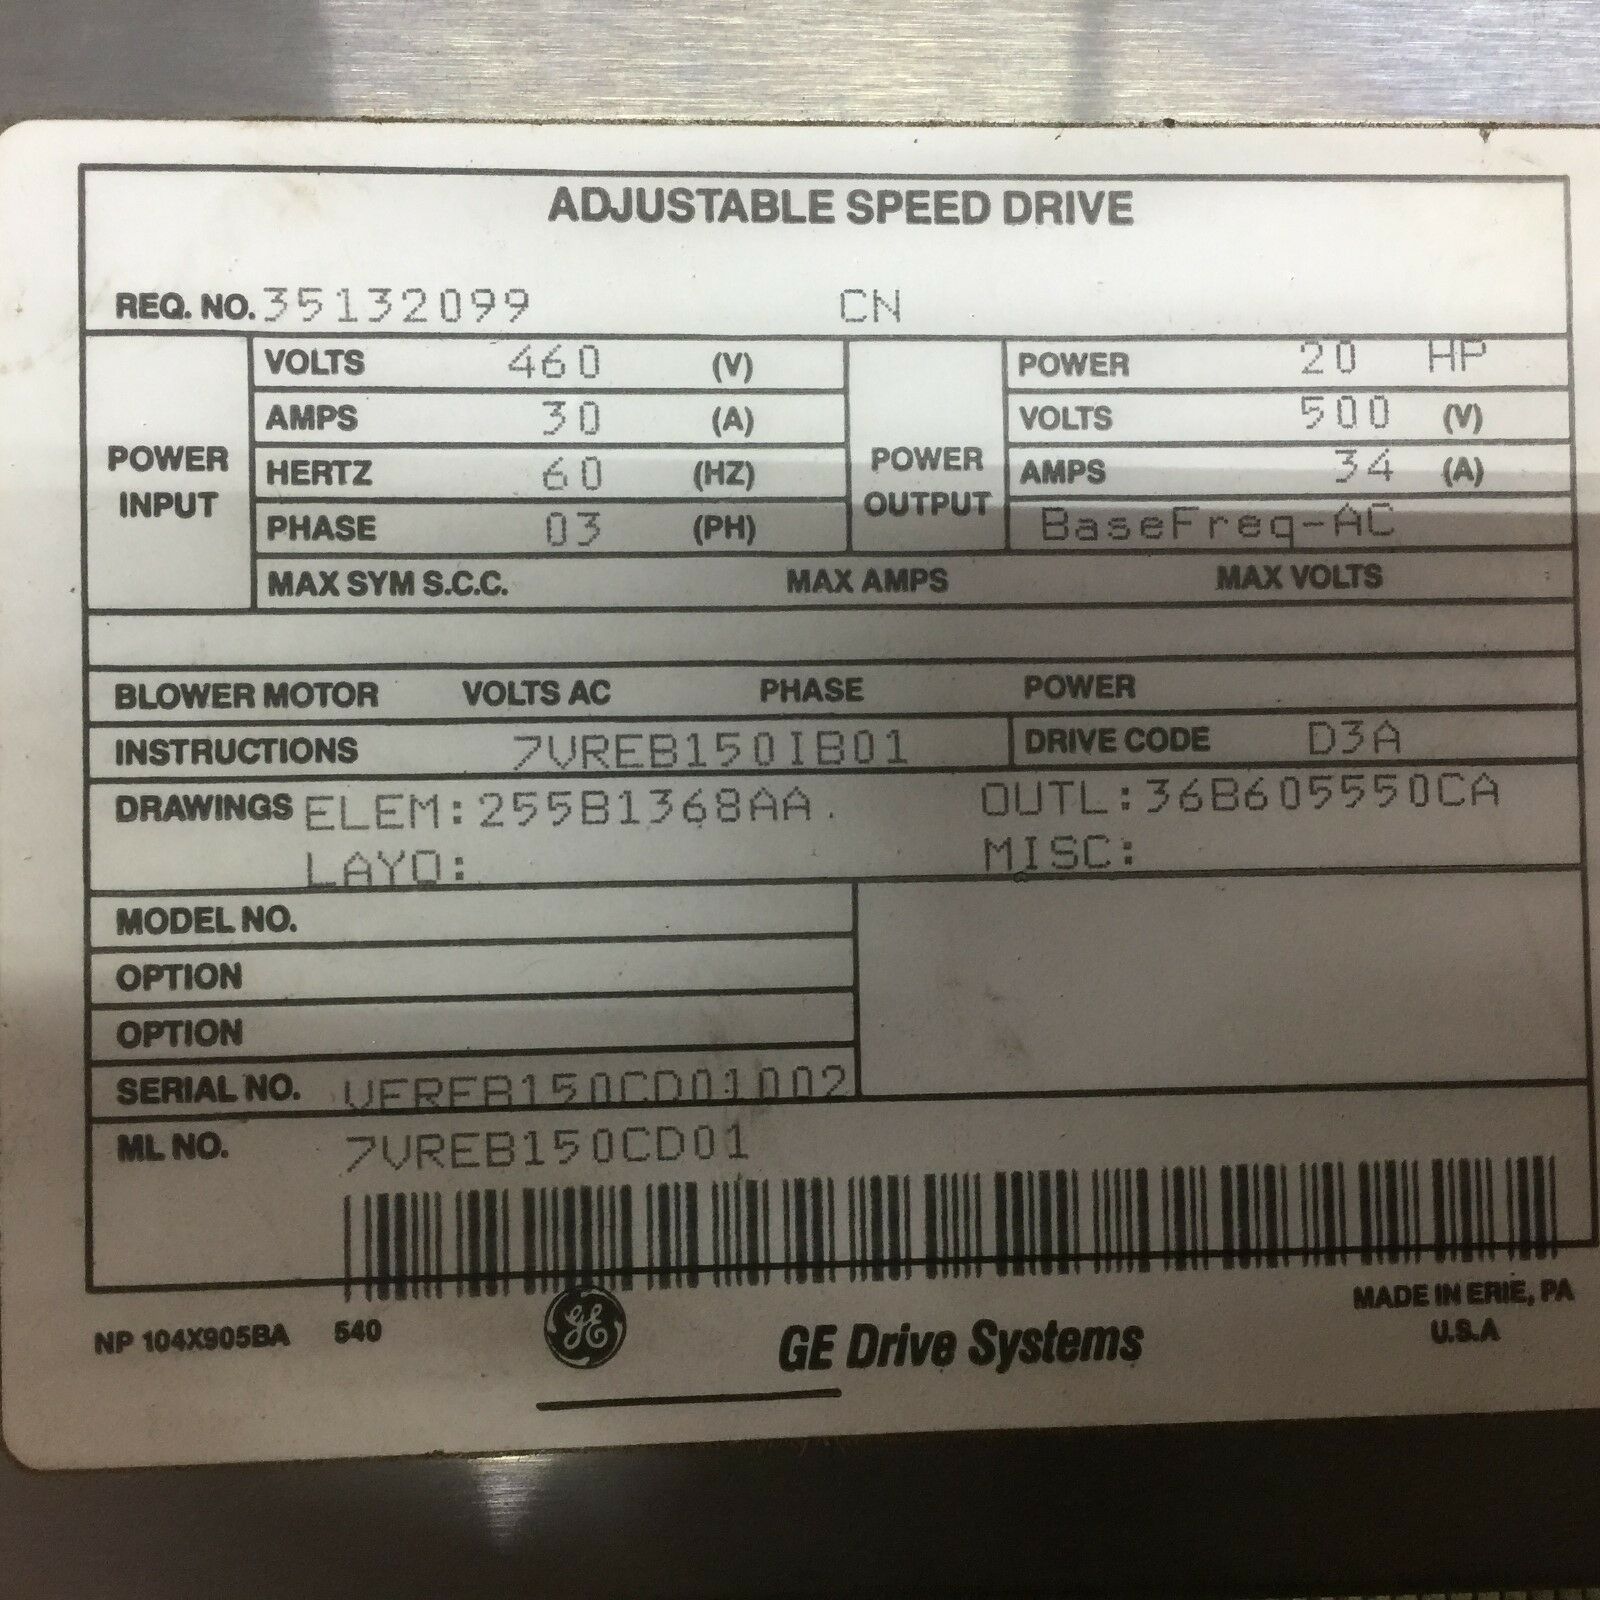 ADJUSTABLE SPEED DRIVE
REQ. NO. 35132099 CN
POWER INPUT
VOLTS 460 (V)
AMPS 30 (A)
HERTZ 60 (HZ)
PHASE 03 (PH)
POWER OUTPUT
POWER 20 HP
VOLTS 500 (V)
AMPS 34 (A)
BaseFreq-AC
MAX SYM S.C.C. MAX AMPS MAX VOLTS
BLOWER MOTOR VOLTS AC PHASE POWER
INSTRUCTIONS 7VREB150IB01 DRIVE CODE D3A
DRAWINGS ELEM:255B1368AA. OUTL:36B605550CA
LAYO: MISC:
MODEL NO.
OPTION
OPTION
SERIAL NO.
ML NO. 7VREB150CD01
NP 104X905BA 540 GE GE Drive Systems
MADE IN ERIE, PA
U.S.A